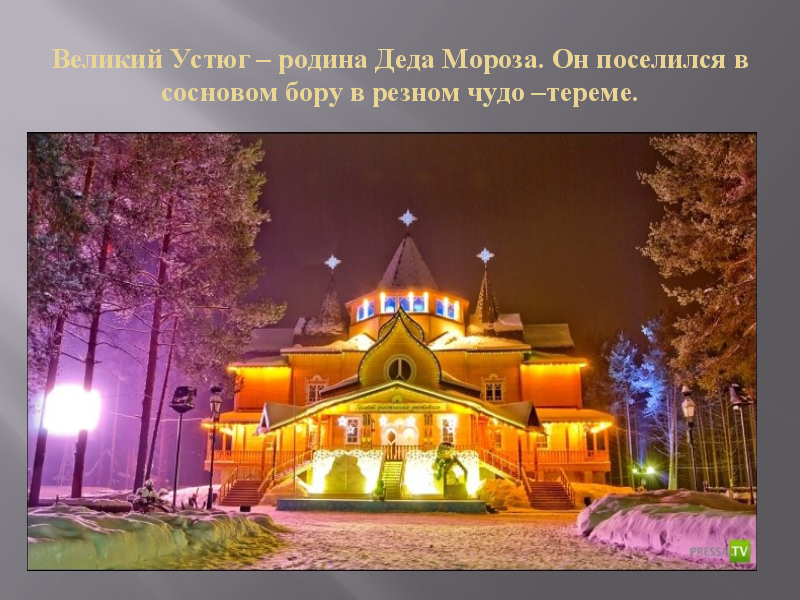 Великий Устюг – родина Деда Мороза. Он поселился в
сосновом бору в резном чудо –тереме.
PRESSA.TV